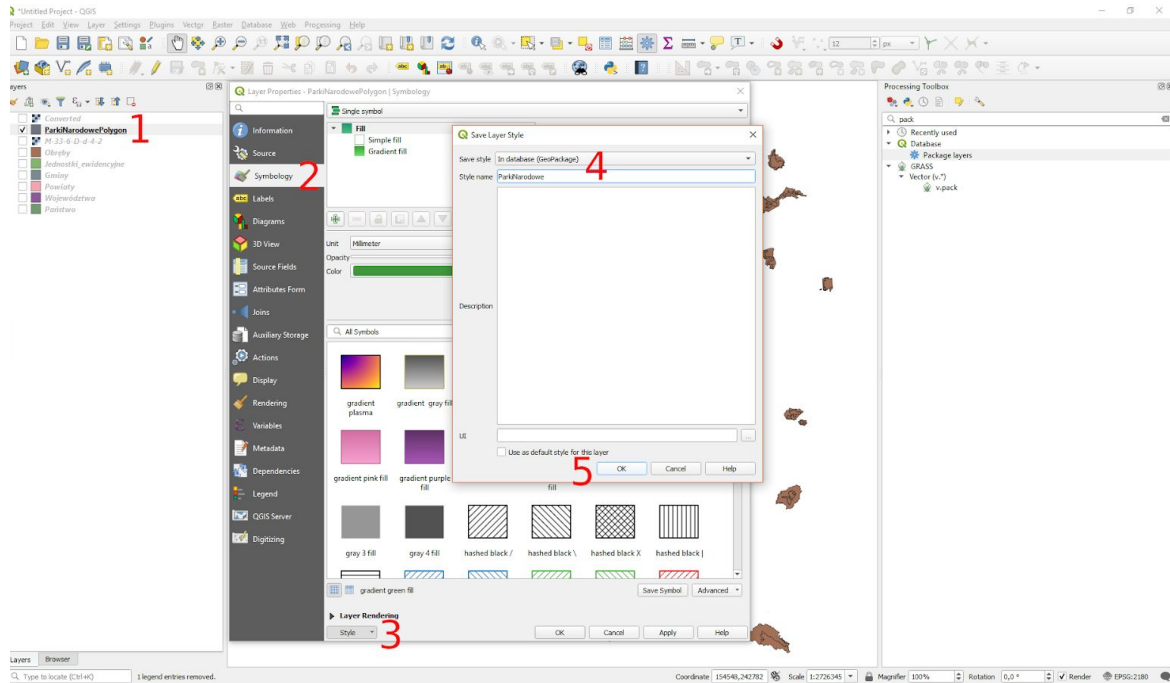 *Untitled Project - QGIS
Project Edit View Layer Settings Plugins Vector Raster Database Web Processing Help
12 px
Layers
Converted
ParkiNarodowePolygon
M-33-6-D-d-4-2
Obręby
Jednostki_ewidencyjne
Gminy
Powiaty
Województwa
Państwo
1
Layer Properties - ParkiNarodowePolygon | Symbology
Information
Source
Symbology
2
Labels
Diagrams
3D View
Source Fields
Attributes Form
Joins
Auxiliary Storage
Actions
Display
Rendering
Variables
Metadata
Dependencies
Legend
QGIS Server
Digitizing
Single symbol
Fill
Simple fill
Gradient fill
Unit Millimeter
Opacity
Color
All Symbols
gradient plasma
gradient gray fill
gradient pink fill
gradient purple fill
fill
gray 3 fill
gray 4 fill
hashed black /
hashed black \
hashed black X
hashed black |
gradient green fill
Save Symbol
Advanced
Layer Rendering
Style
3
OK
Cancel
Apply
Help
Save Layer Style
Save style In database (GeoPackage)
4
Style name ParkiNarodowe
Description
UI
...
Use as default style for this layer
5
OK
Cancel
Help
Processing Toolbox
pack
Recently used
Database
Package layers
GRASS
Vector (v.*)
v.pack
Layers Browser
Type to locate (Ctrl+K)
1 legend entries removed.
Coordinate 154548,242782
Scale 1:2726345
Magnifier 100%
Rotation 0,0 °
Render
EPSG:2180